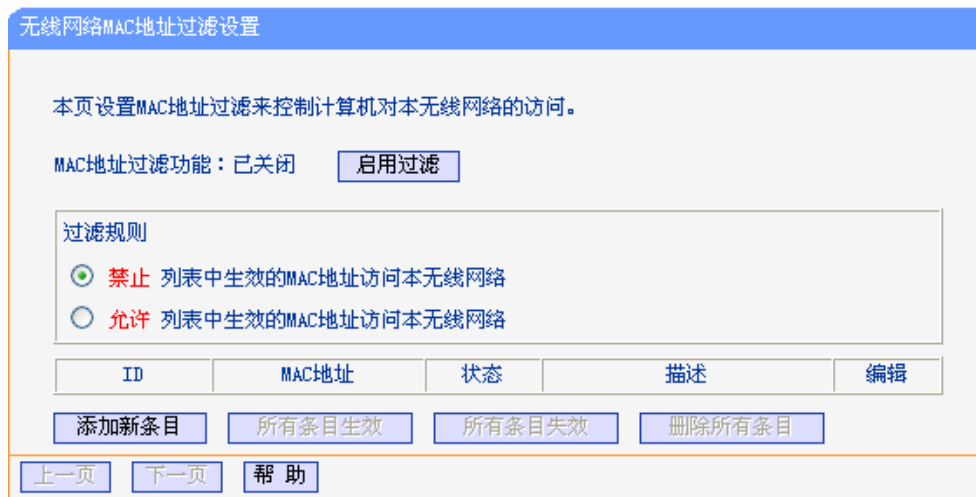 无线网络MAC地址过滤设置
本页设置MAC地址过滤来控制计算机对本无线网络的访问。
MAC地址过滤功能：已关闭 启用过滤
过滤规则
禁止 列表中生效的MAC地址访问本无线网络
允许 列表中生效的MAC地址访问本无线网络
ID MAC地址 状态 描述 编辑
添加新条目 所有条目生效 所有条目失效 删除所有条目
上一页 下一页 帮 助